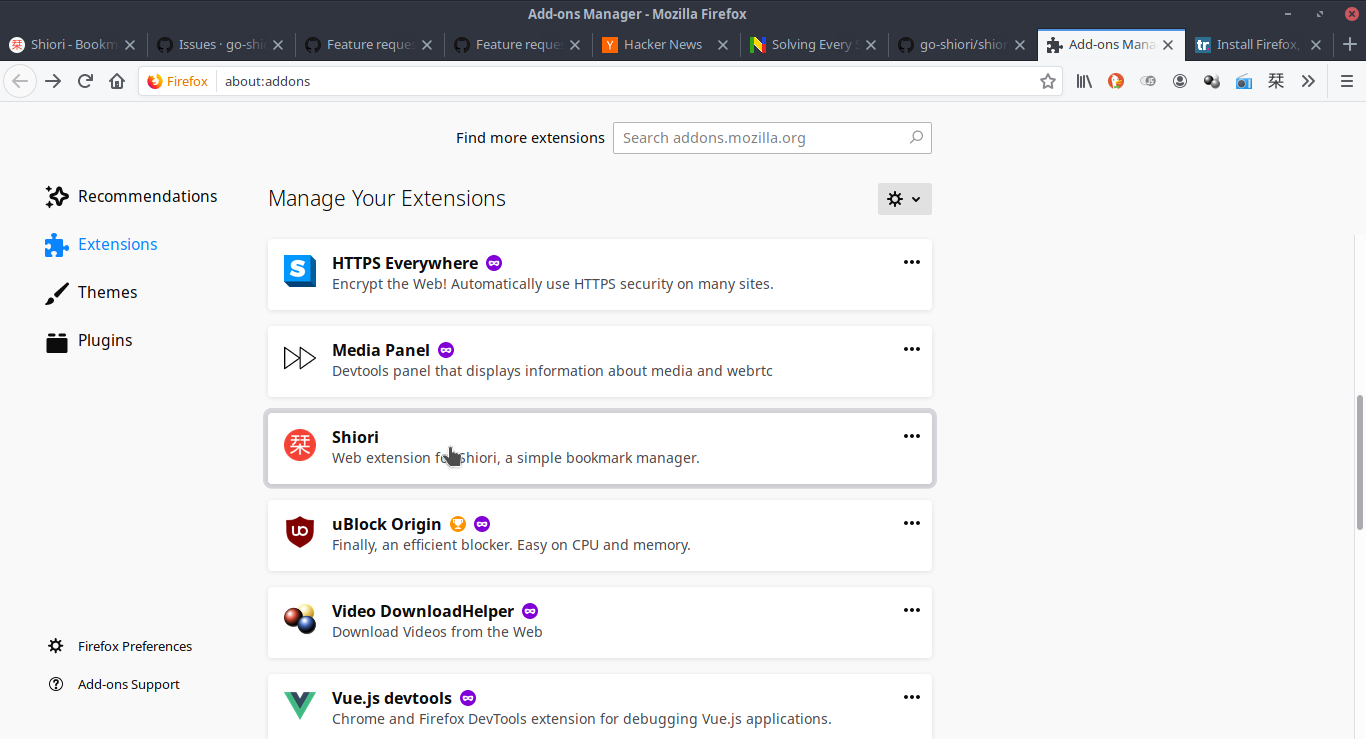 Add-ons Manager - Mozilla Firefox
Shiori - Bookm
Issues · go-shi
Feature reque
Feature reque
Hacker News
Solving Every S
go-shiori/shior
Add-ons Mana
Install Firefox,
Firefox
about:addons
栞
Find more extensions
Search addons.mozilla.org
Recommendations
Extensions
Themes
Plugins
Firefox Preferences
Add-ons Support
Manage Your Extensions
HTTPS Everywhere
Encrypt the Web! Automatically use HTTPS security on many sites.
Media Panel
Devtools panel that displays information about media and webrtc
栞
Shiori
Web extension for Shiori, a simple bookmark manager.
uBlock Origin
Finally, an efficient blocker. Easy on CPU and memory.
Video DownloadHelper
Download Videos from the Web
Vue.js devtools
Chrome and Firefox DevTools extension for debugging Vue.js applications.